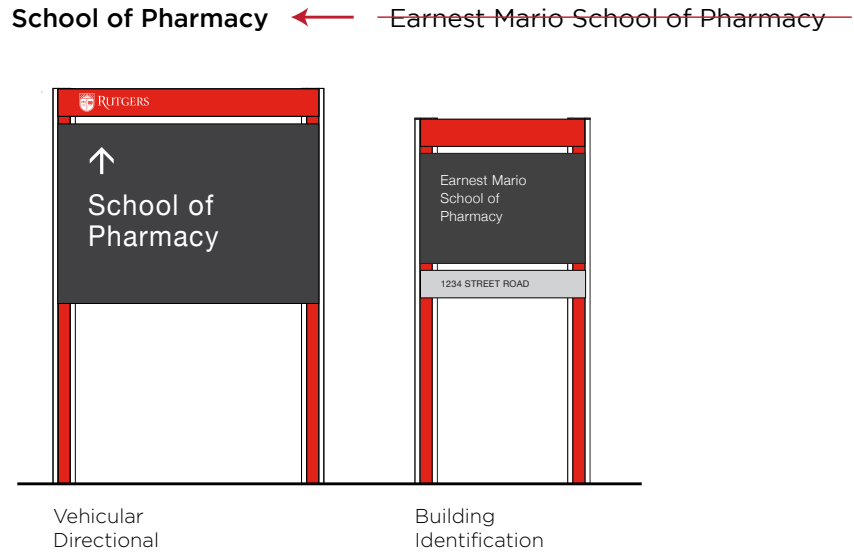 School of Pharmacy ← Earnest Mario School of Pharmacy
RUTGERS
↑
School of
Pharmacy
Earnest Mario
School of
Pharmacy
1234 STREET ROAD
Vehicular
Directional
Building
Identification